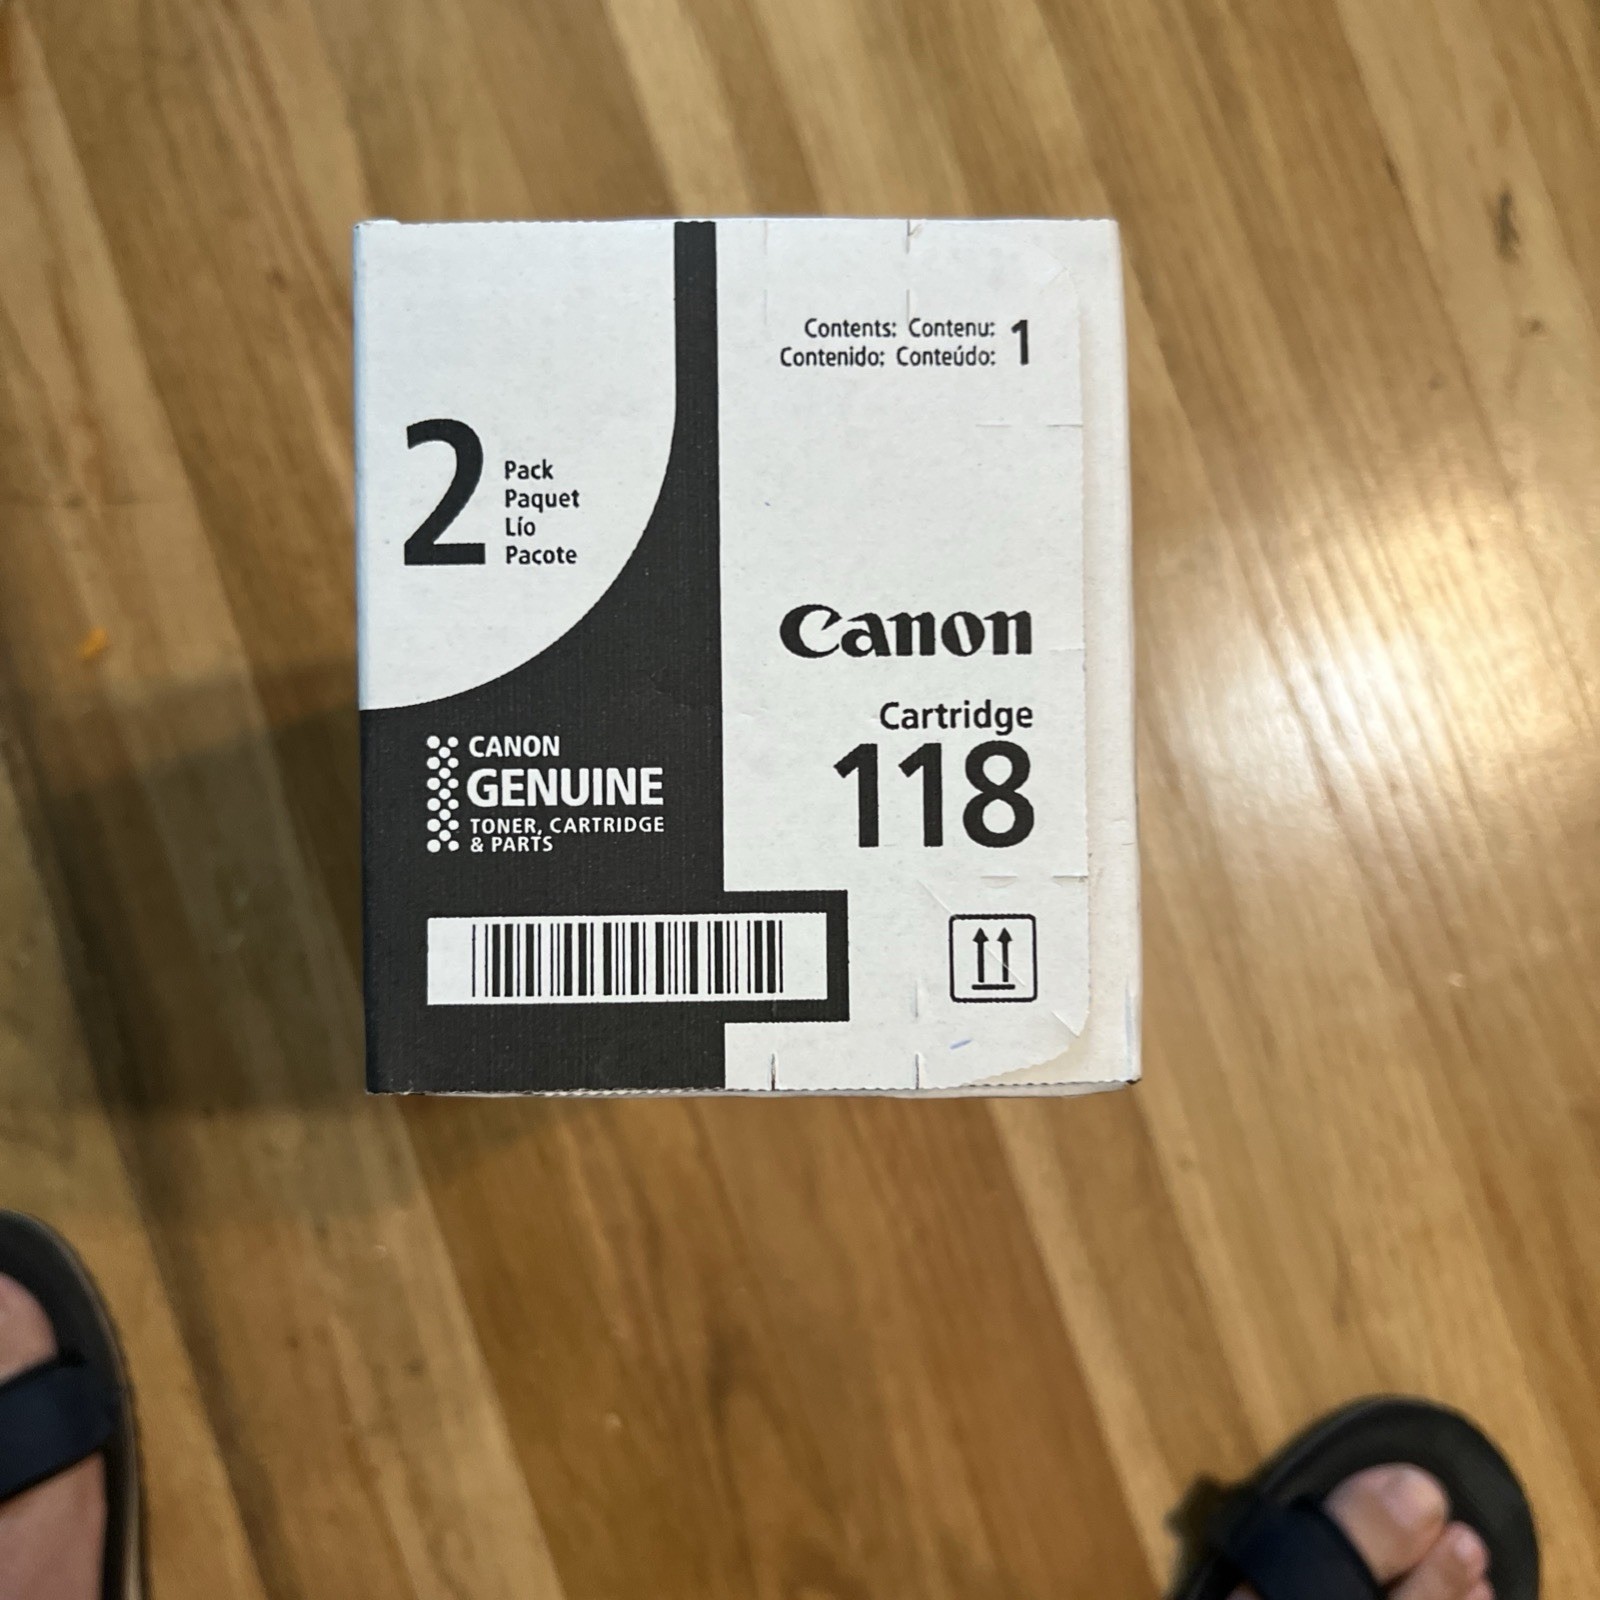 2
Pack
Paquet
Lío
Pacote
CANON
GENUINE
TONER, CARTRIDGE
& PARTS
Contents: Contenu:
Contenido: Conteúdo:
1
Canon
Cartridge
118